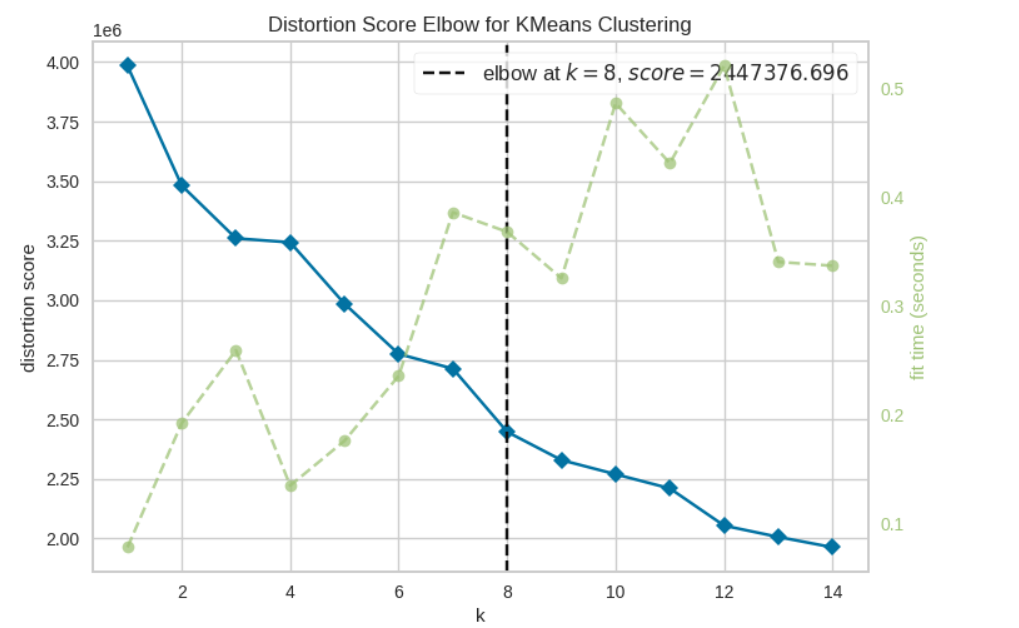 Distortion Score Elbow for KMeans Clustering
1e6
elbow at k = 8, score = 2447376.696
4.00
3.75
3.50
3.25
3.00
2.75
2.50
2.25
2.00
distortion score
0.5
0.4
0.3
0.2
0.1
fit time (seconds)
2 4 6 8 10 12 14
k